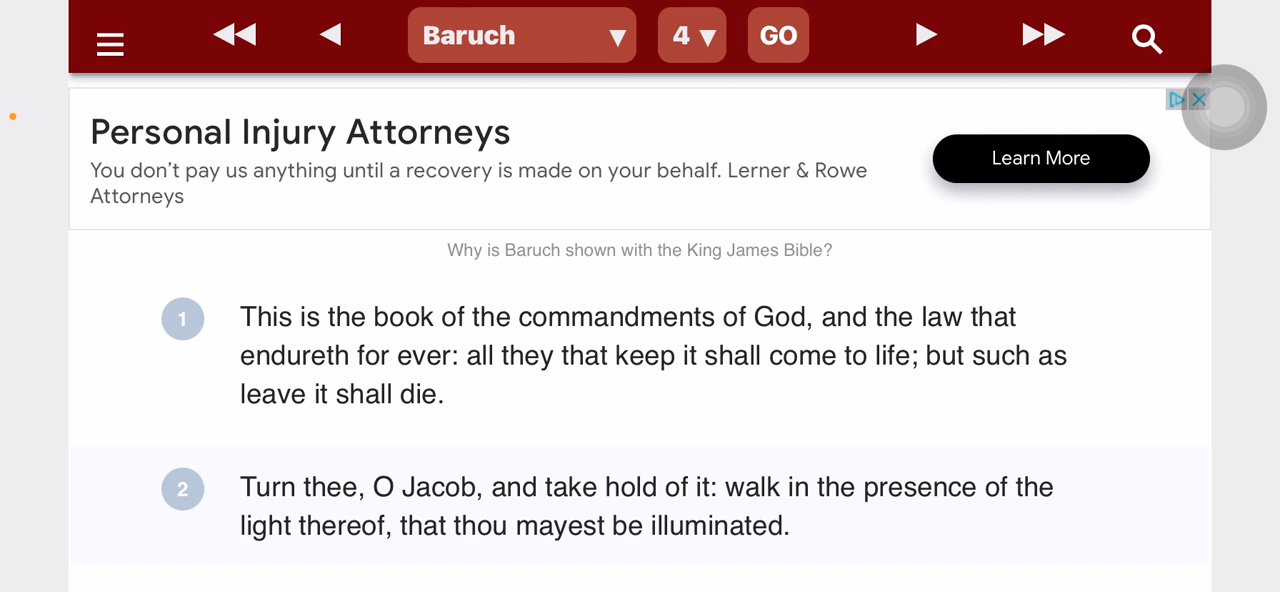 Baruch ▼ 4 ▼ GO
Personal Injury Attorneys
You don't pay us anything until a recovery is made on your behalf. Lerner & Rowe
Attorneys
Learn More
Why is Baruch shown with the King James Bible?
1 This is the book of the commandments of God, and the law that
endureth for ever: all they that keep it shall come to life; but such as
leave it shall die.
2 Turn thee, O Jacob, and take hold of it: walk in the presence of the
light thereof, that thou mayest be illuminated.